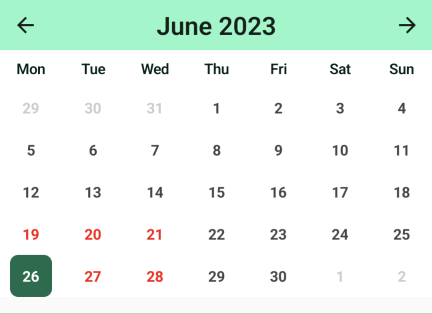 June 2023
Mon Tue Wed Thu Fri Sat Sun
29 30 31 1 2 3 4
5 6 7 8 9 10 11
12 13 14 15 16 17 18
19 20 21 22 23 24 25
26 27 28 29 30 1 2